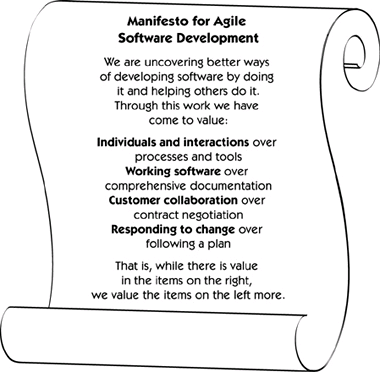 Manifesto for Agile
Software Development
We are uncovering better ways
of developing software by doing
it and helping others do it.
Through this work we have
come to value:
Individuals and interactions over
processes and tools
Working software over
comprehensive documentation
Customer collaboration over
contract negotiation
Responding to change over
following a plan
That is, while there is value
in the items on the right,
we value the items on the left more.